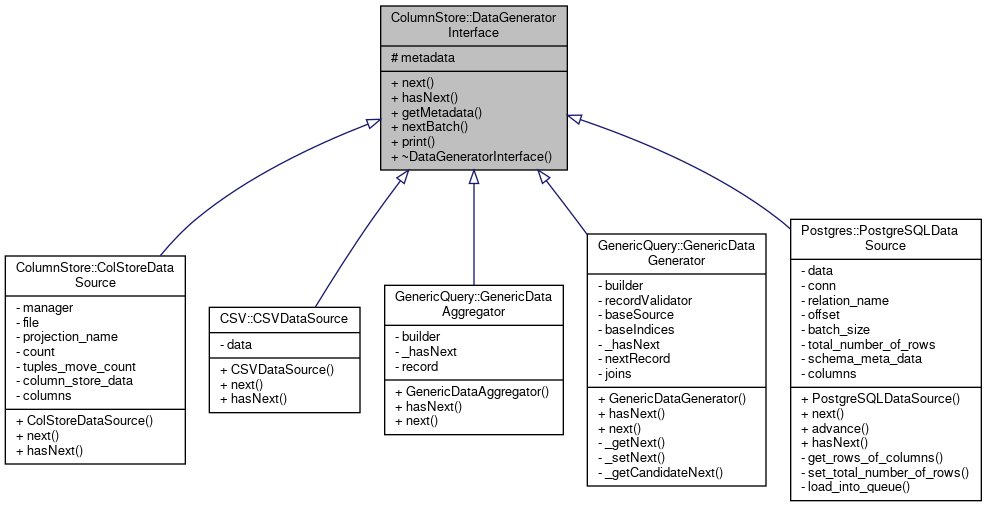 ColumnStore::DataGenerator
Interface
# metadata
+ next()
+ hasNext()
+ getMetadata()
+ nextBatch()
+ print()
+ ~DataGeneratorInterface()
ColumnStore::ColStoreData
Source
- manager
- file
- projection_name
- count
- tuples_move_count
- column_store_data
- columns
+ ColStoreDataSource()
+ next()
+ hasNext()
CSV::CSVDataSource
- data
+ CSVDataSource()
+ next()
+ hasNext()
GenericQuery::GenericData
Aggregator
- builder
- _hasNext
- record
+ GenericDataAggregator()
+ hasNext()
+ next()
GenericQuery::GenericData
Generator
- builder
- recordValidator
- baseSource
- baseIndices
- _hasNext
- nextRecord
- joins
+ GenericDataGenerator()
+ hasNext()
+ next()
- _getNext()
- _setNext()
- _getCandidateNext()
Postgres::PostgreSQLData
Source
- data
- conn
- relation_name
- offset
- batch_size
- total_number_of_rows
- schema_meta_data
- columns
+ PostgreSQLDataSource()
+ next()
+ advance()
+ hasNext()
- get_rows_of_columns()
- set_total_number_of_rows()
- load_into_queue()